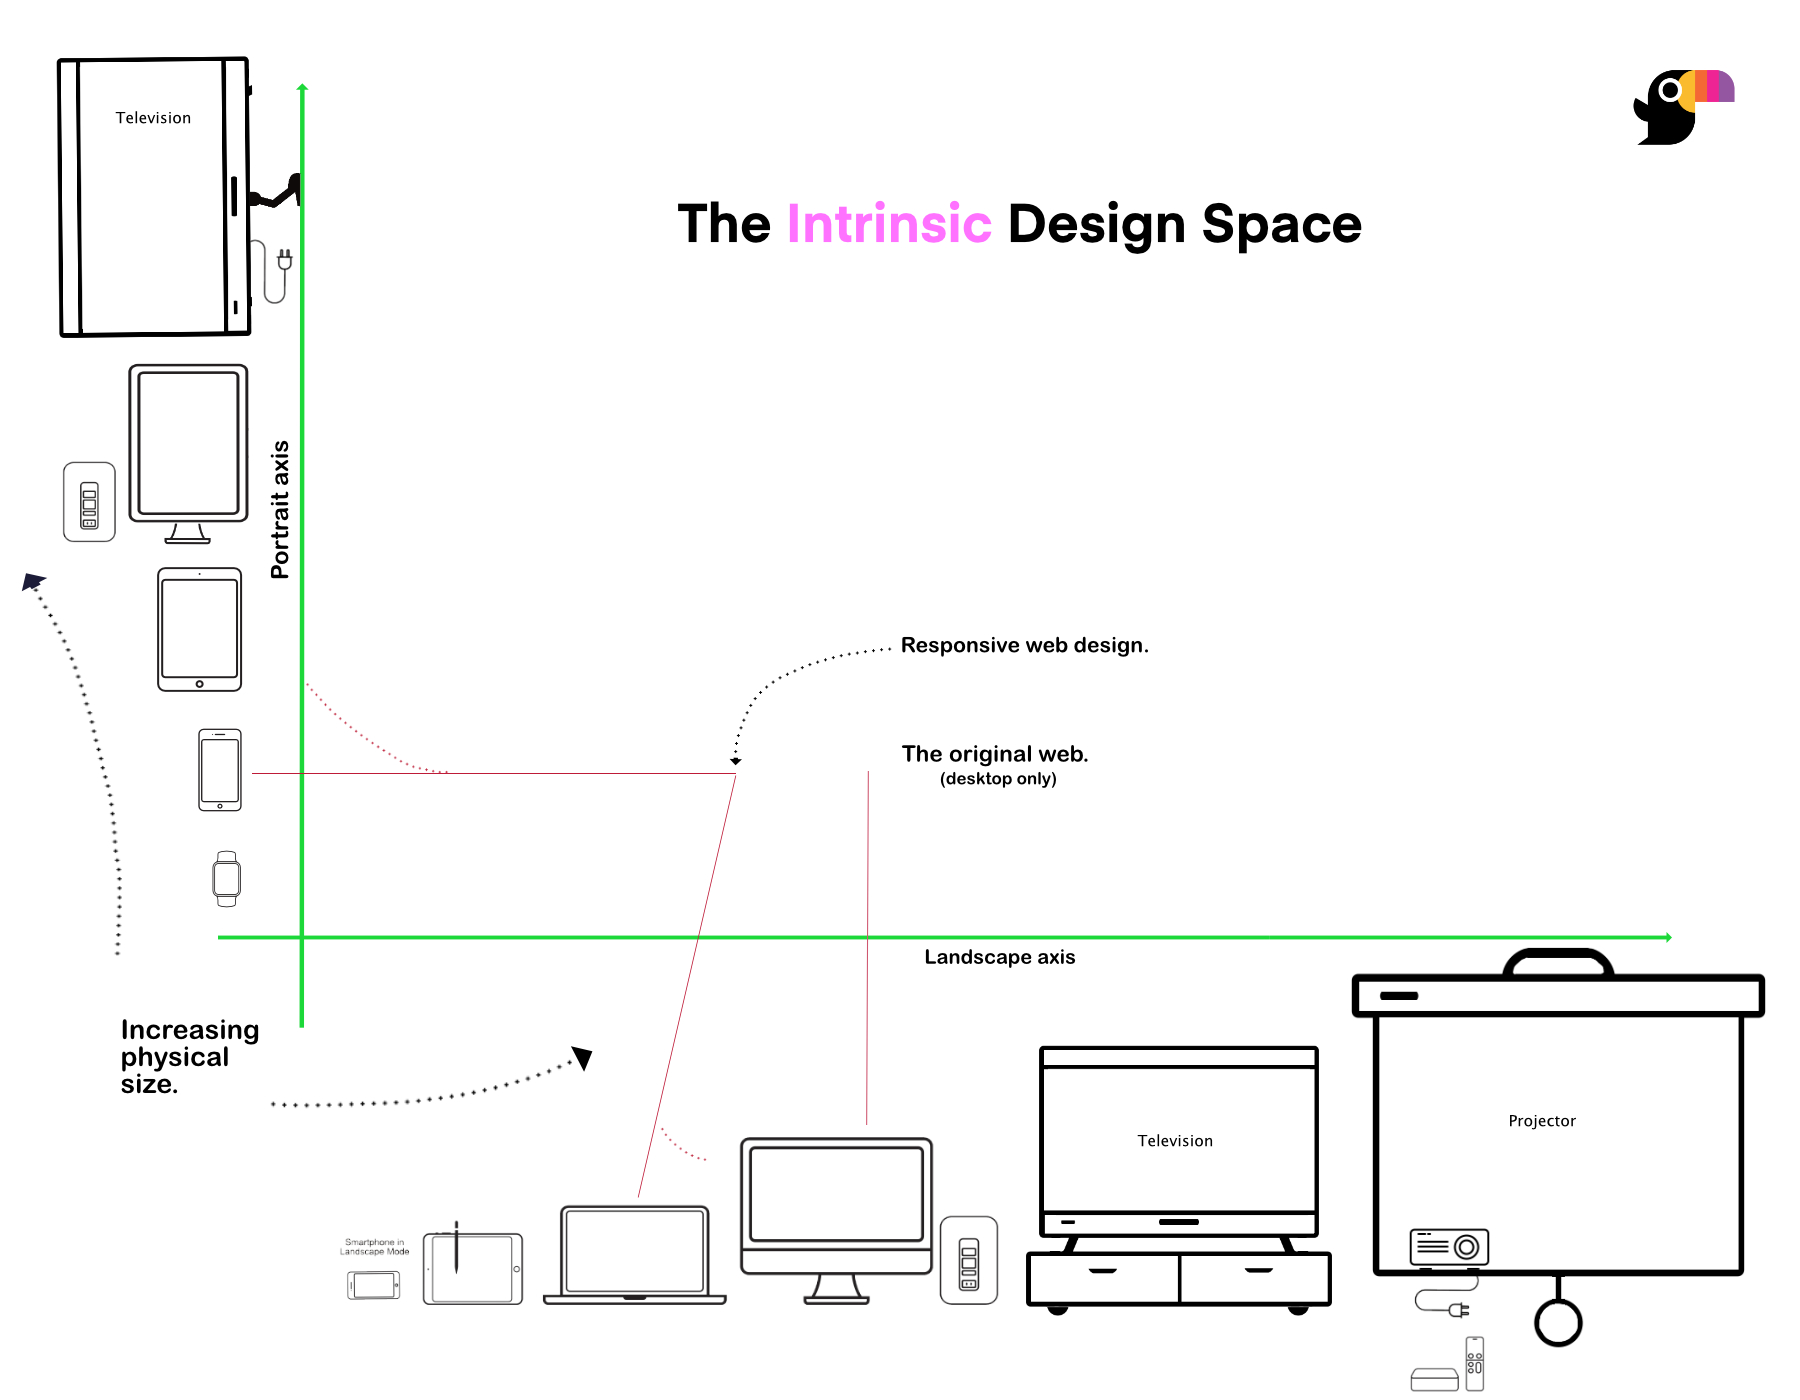 Television
The Intrinsic Design Space
Portrait axis
Responsive web design.
The original web.
(desktop only)
Landscape axis
Increasing
physical
size.
Television
Projector
Smartphone in
Landscape Mode